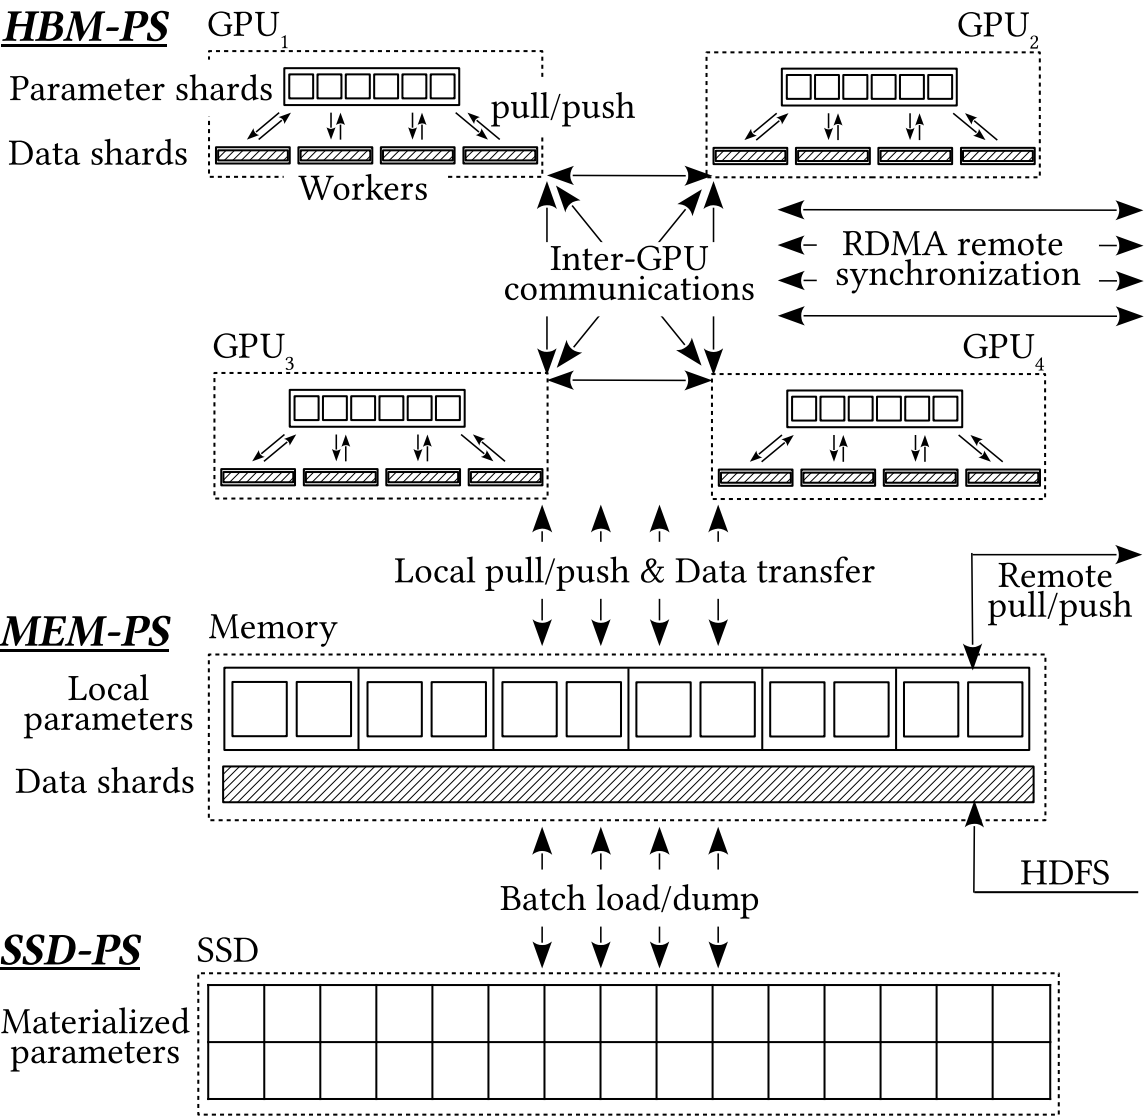 HBM-PS
GPU1
GPU2
Parameter shards
pull/push
Data shards
Workers
Inter-GPU
communications
RDMA remote
synchronization
GPU3
GPU4
Local pull/push & Data transfer
Remote
pull/push
MEM-PS
Memory
Local
parameters
Data shards
HDFS
Batch load/dump
SSD-PS
SSD
Materialized
parameters